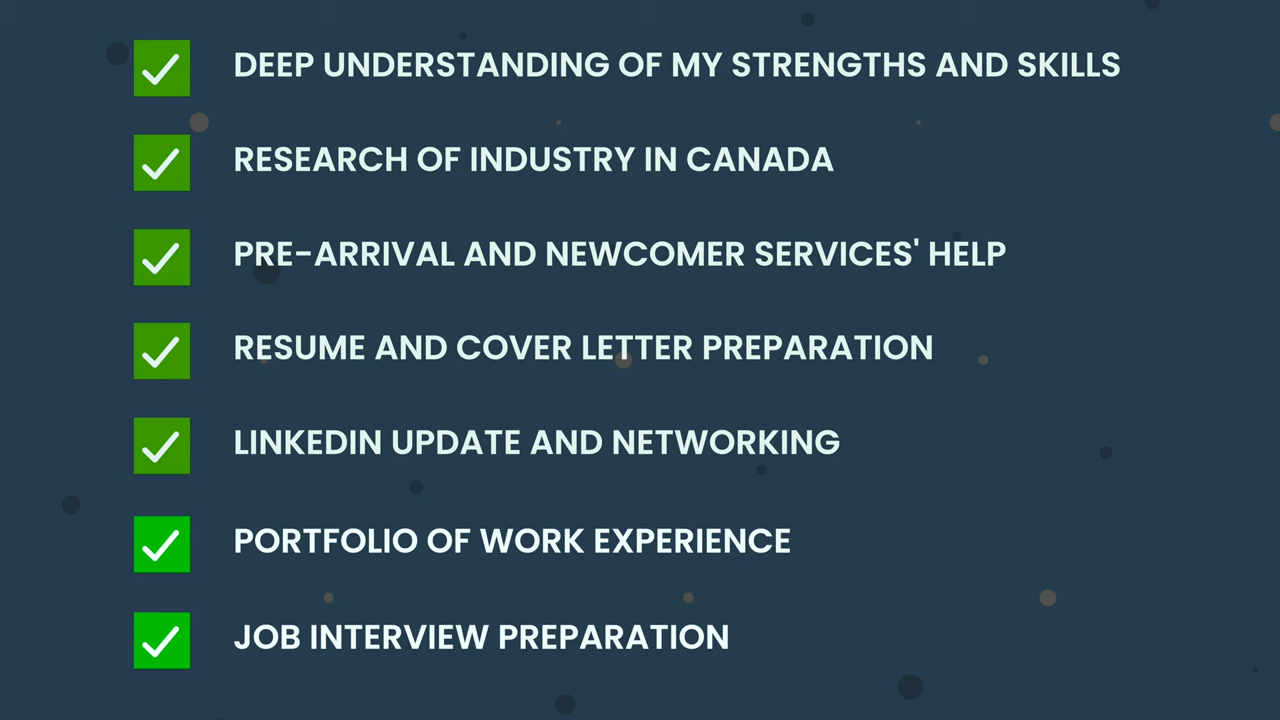 DEEP UNDERSTANDING OF MY STRENGTHS AND SKILLS
RESEARCH OF INDUSTRY IN CANADA
PRE-ARRIVAL AND NEWCOMER SERVICES' HELP
RESUME AND COVER LETTER PREPARATION
LINKEDIN UPDATE AND NETWORKING
PORTFOLIO OF WORK EXPERIENCE
JOB INTERVIEW PREPARATION